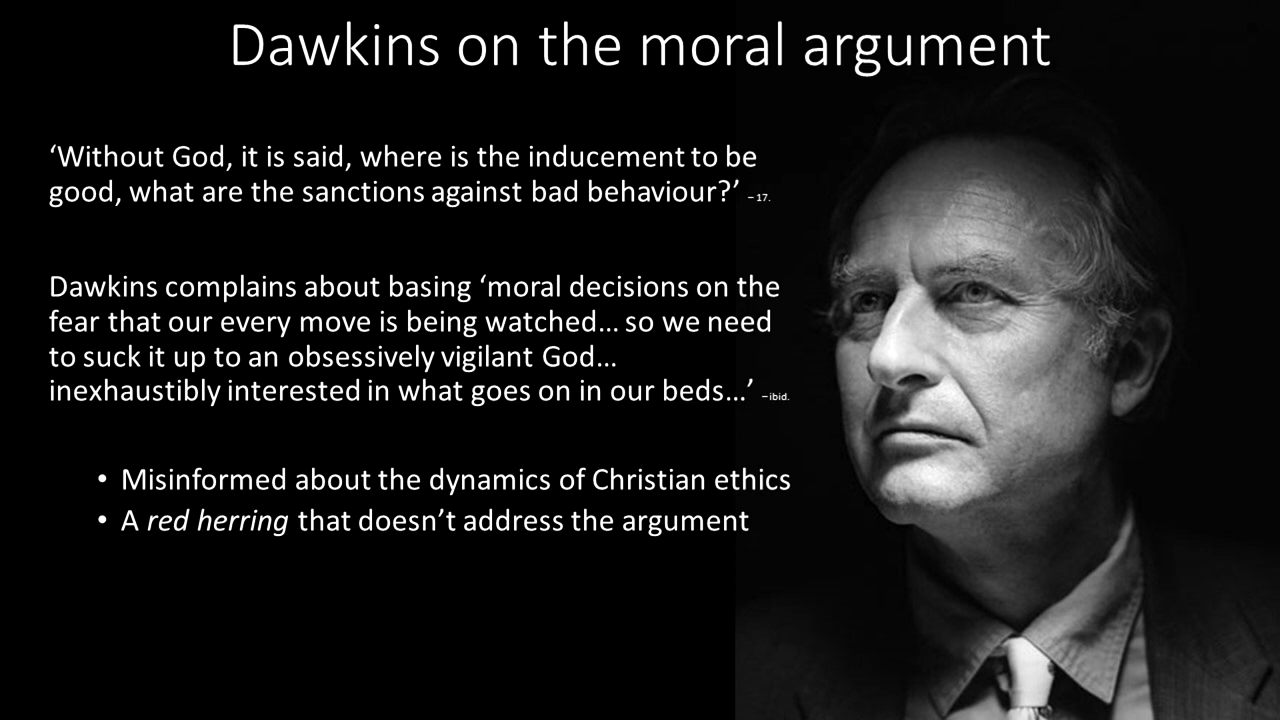 Dawkins on the moral argument
‘Without God, it is said, where is the inducement to be
good, what are the sanctions against bad behaviour?’ – 17.
Dawkins complains about basing ‘moral decisions on the
fear that our every move is being watched… so we need
to suck it up to an obsessively vigilant God…
inexhaustibly interested in what goes on in our beds…’ – ibid.
• Misinformed about the dynamics of Christian ethics
• A red herring that doesn’t address the argument